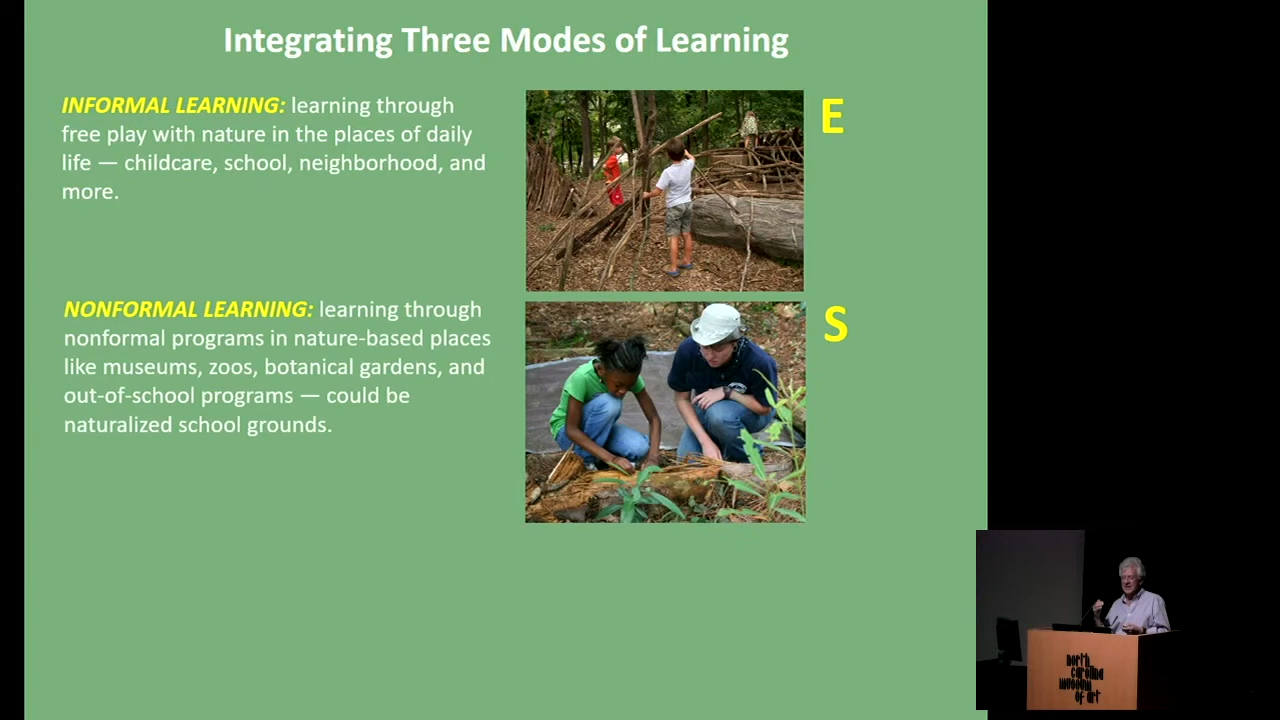 Integrating Three Modes of Learning
INFORMAL LEARNING: learning through
free play with nature in the places of daily
life — childcare, school, neighborhood, and
more.
E
NONFORMAL LEARNING: learning through
nonformal programs in nature-based places
like museums, zoos, botanical gardens, and
out-of-school programs — could be
naturalized school grounds.
S
north
carolina
museum
of art